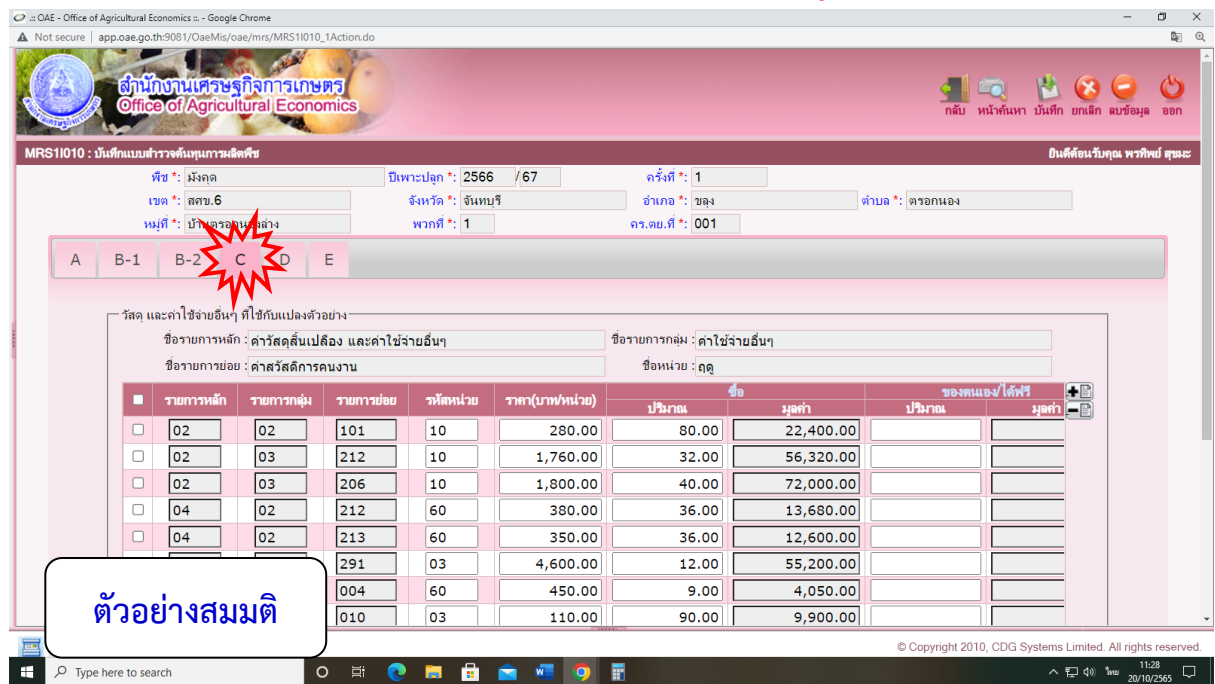 .:: OAE - Office of Agricultural Economics ::. - Google Chrome
Not secure | app.oae.go.th:9081/OaeMis/oae/mrs/MRS1I010_1Action.do
สำนักงานเศรษฐกิจการเกษตร
Office of Agricultural Economics
กลับ หน้าค้นหา บันทึก ยกเลิก ลบข้อมูล ออก
MRS1I010 : บันทึกแบบสำรวจต้นทุนการผลิตพืช ยินดีต้อนรับคุณ พรทิพย์ สุขมะ
พืช *: มังคุด ปีเพาะปลูก *: 2566 / 67 ครั้งที่ *: 1
เขต *: สศข.6 จังหวัด *: จันทบุรี อำเภอ *: ขลุง ตำบล *: ตรอกนอง
หมู่ที่ *: บ้านตรอกนองล่าง พวกที่ *: 1 คร.ตย.ที่ *: 001
A B-1 B-2 C D E
วัสดุ และค่าใช้จ่ายอื่นๆ ที่ใช้กับแปลงตัวอย่าง
ชื่อรายการหลัก : ค่าวัสดุสิ้นเปลือง และค่าใช้จ่ายอื่นๆ ชื่อรายการกลุ่ม : ค่าใช้จ่ายอื่นๆ
ชื่อรายการย่อย : ค่าสวัสดิการคนงาน ชื่อหน่วย : ฤดู
รายการหลัก รายการกลุ่ม รายการย่อย รหัสหน่วย ราคา(บาท/หน่วย) ซื้อ ของตนเอง/ได้ฟรี
ปริมาณ มูลค่า ปริมาณ มูลค่า
02 02 101 10 280.00 80.00 22,400.00
02 03 212 10 1,760.00 32.00 56,320.00
02 03 206 10 1,800.00 40.00 72,000.00
04 02 212 60 380.00 36.00 13,680.00
04 02 213 60 350.00 36.00 12,600.00
291 03 4,600.00 12.00 55,200.00
004 60 450.00 9.00 4,050.00
010 03 110.00 90.00 9,900.00
ตัวอย่างสมมติ
© Copyright 2010, CDG Systems Limited. All rights reserved.
Type here to search
ไทย 11:28
20/10/2565